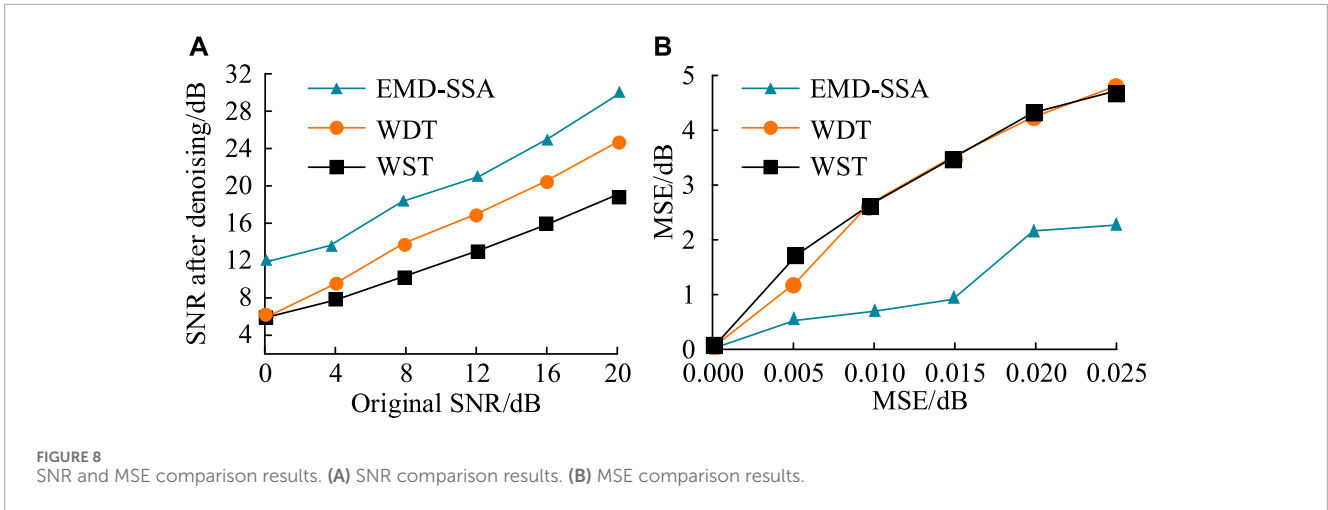 A
32
28
24
20
16
12
8
4
SNR after denoising/dB
EMD-SSA
WDT
WST
0 4 8 12 16 20
Original SNR/dB
B
5
4
3
2
1
0
MSE/dB
EMD-SSA
WDT
WST
0.000 0.005 0.010 0.015 0.020 0.025
MSE/dB
FIGURE 8
SNR and MSE comparison results. (A) SNR comparison results. (B) MSE comparison results.